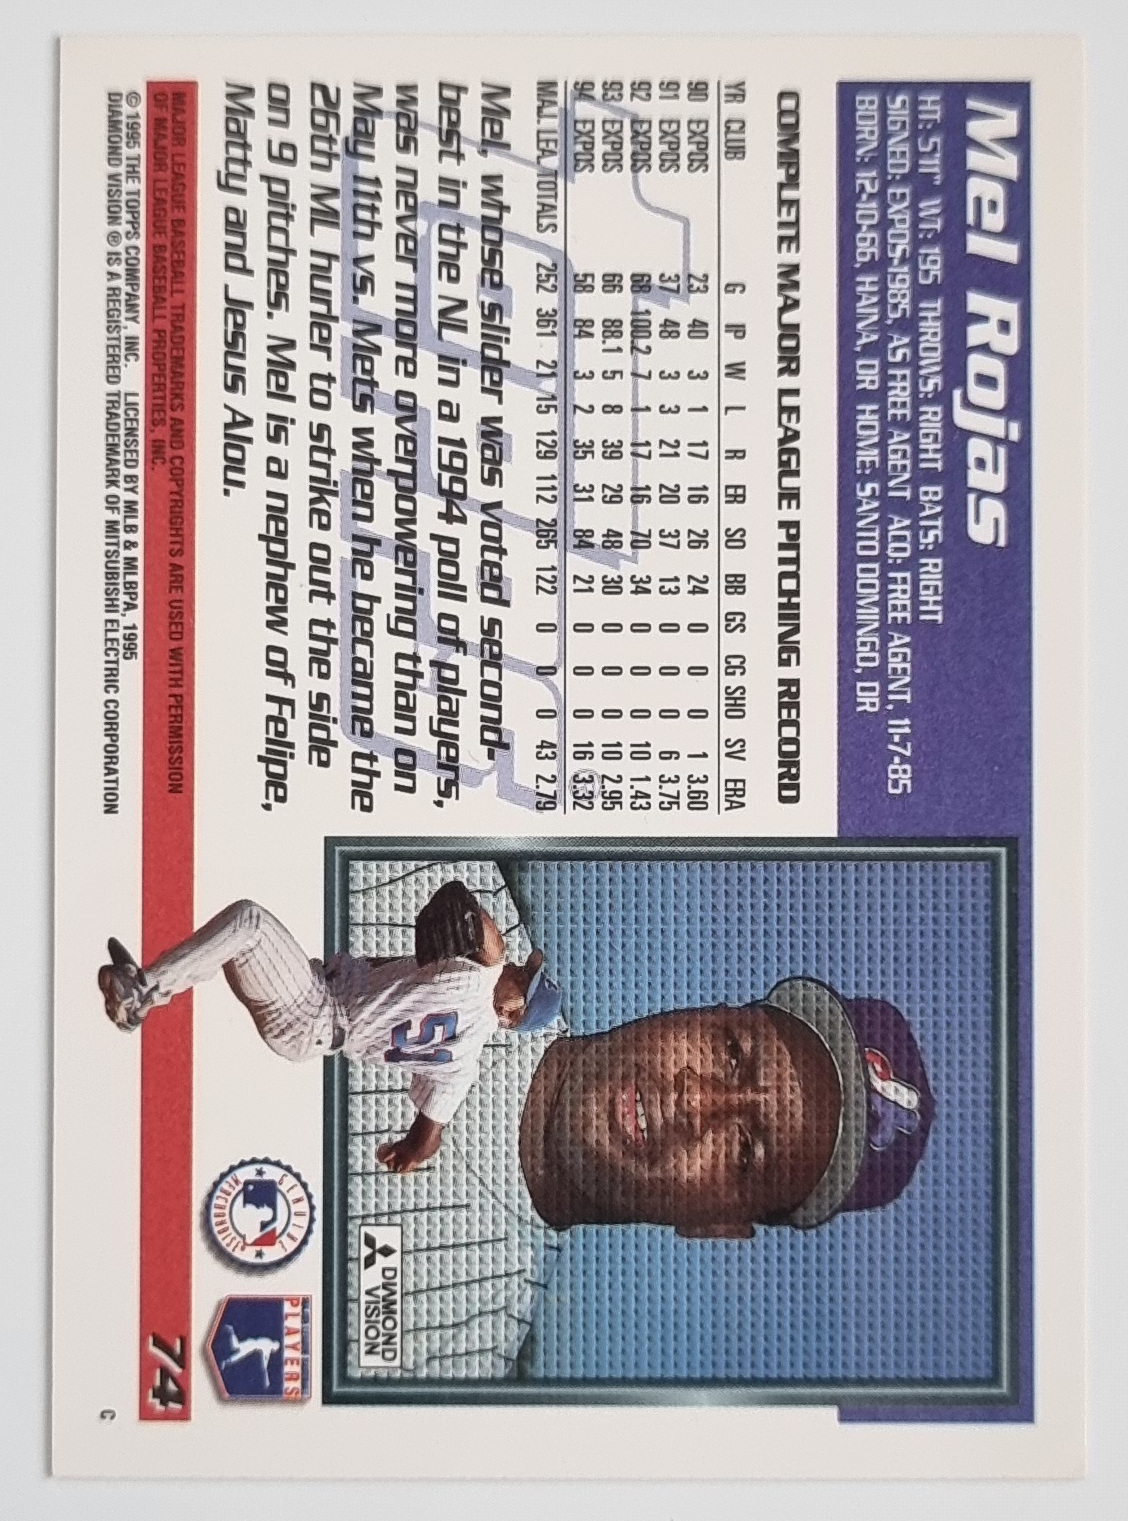 Mel Rojas
HT: 5'11" WT: 195 THROWS: RIGHT BATS: RIGHT
SIGNED: EXPOS-1985, AS FREE AGENT ACQ: FREE AGENT, 11-7-85
BORN: 12-10-66, HAINA, DR HOME: SANTO DOMINGO, DR
COMPLETE MAJOR LEAGUE PITCHING RECORD
YR CLUB G IP W L R ER SO BB GS CG SHO SV ERA
90 EXPOS 23 40 3 1 17 16 26 24 0 0 0 1 3.60
91 EXPOS 37 48 3 3 21 20 37 13 0 0 0 6 3.75
92 EXPOS 68 100.2 7 1 17 16 70 34 0 0 0 10 1.43
93 EXPOS 66 88.1 5 8 39 29 48 30 0 0 0 10 2.95
94 EXPOS 58 84 3 2 35 31 84 21 0 0 0 16 3.32
MAJ. LEA. TOTALS 252 361 21 15 129 112 265 122 0 0 0 43 2.79
Mel, whose slider was voted second-
best in the NL in a 1994 poll of players,
was never more overpowering than on
May 11th vs. Mets when he became the
26th ML hurler to strike out the side
on 9 pitches. Mel is a nephew of Felipe,
Matty and Jesus Alou.
51
DIAMOND
VISION
GENUINE
MERCHANDISE
PLAYERS
MAJOR LEAGUE BASEBALL TRADEMARKS AND COPYRIGHTS ARE USED WITH PERMISSION
OF MAJOR LEAGUE BASEBALL PROPERTIES, INC.
74
© 1995 THE TOPPS COMPANY, INC. LICENSED BY MLB & MLBPA, 1995
DIAMOND VISION ® IS A REGISTERED TRADEMARK OF MITSUBISHI ELECTRIC CORPORATION
C